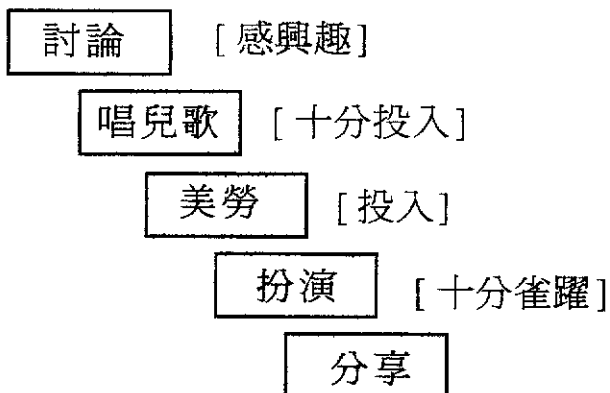 討論 [感興趣]
唱兒歌 [十分投入]
美勞 [投入]
扮演 [十分雀躍]
分享